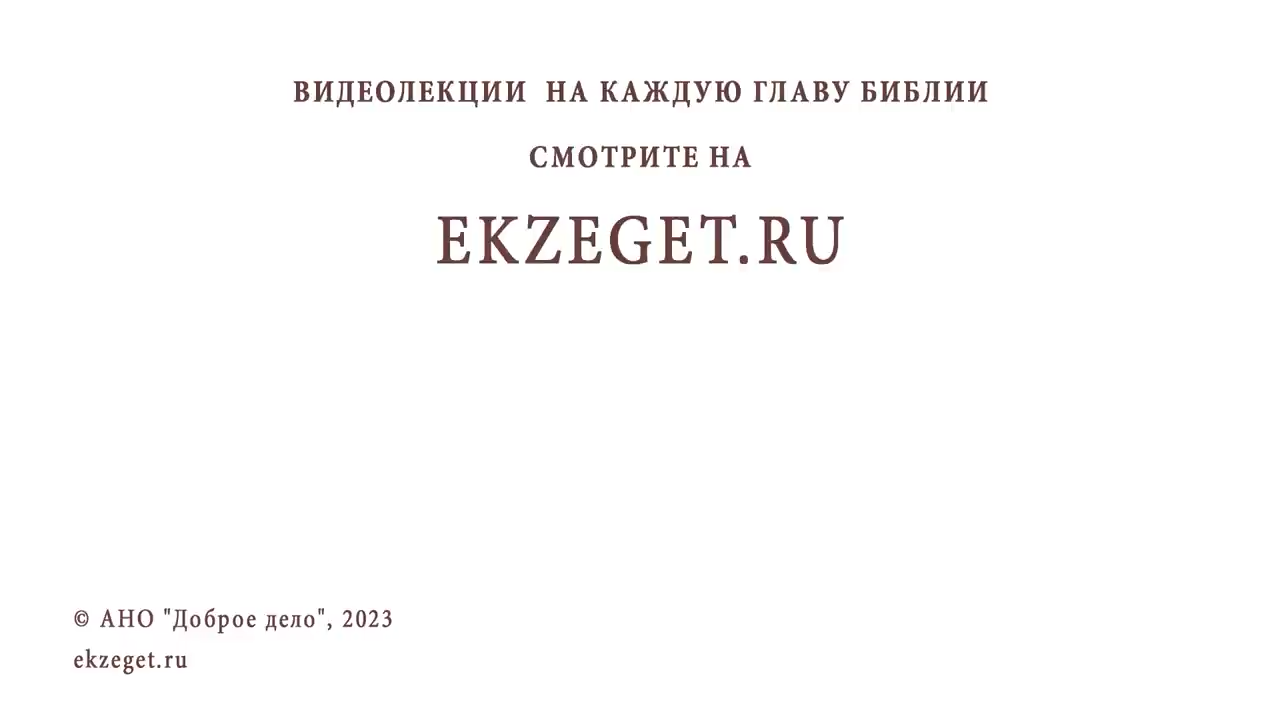 ВИДЕОЛЕКЦИИ НА КАЖДУЮ ГЛАВУ БИБЛИИ
СМОТРИТЕ НА
EKZEGET.RU
© АНО "Доброе дело", 2023
ekzeget.ru